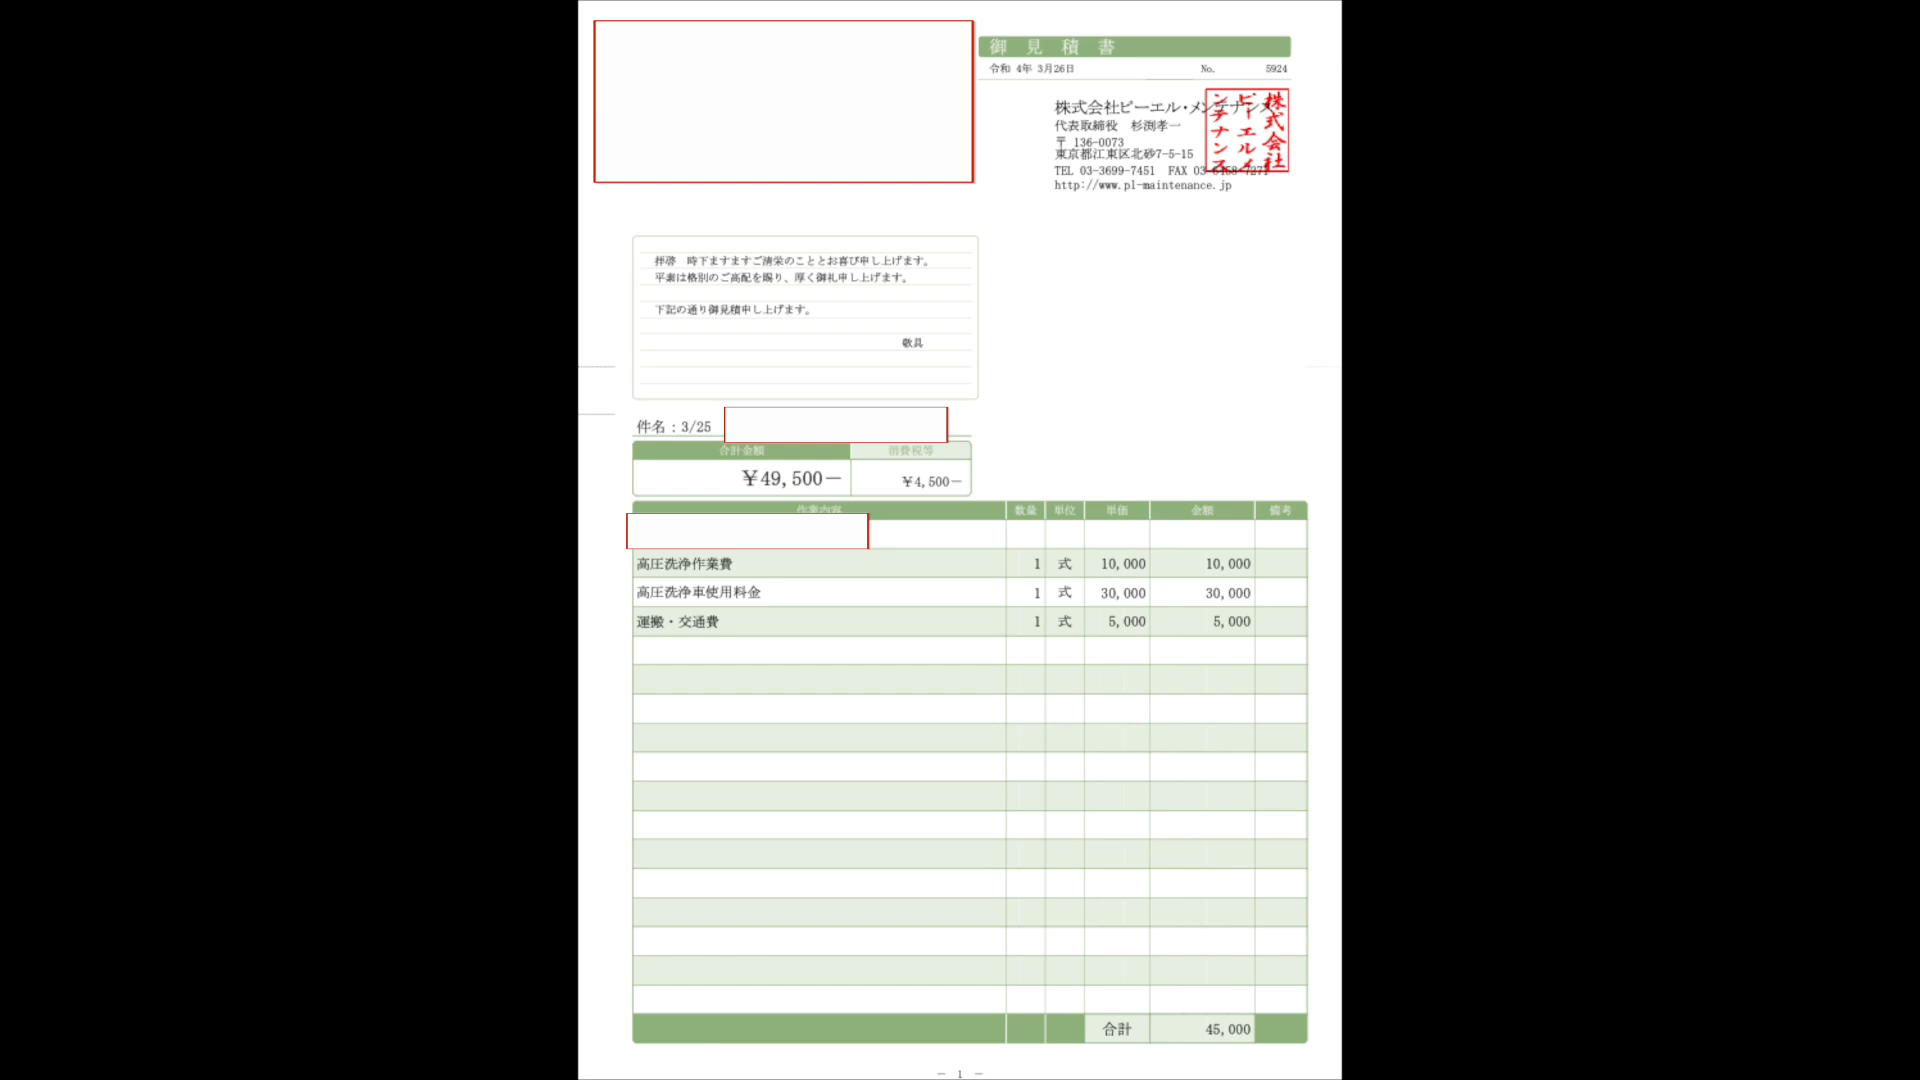 御見積書
令和 4年 3月26日 No. 5924
株式会社ピーエル・メンテナンス
代表取締役 杉渕孝一
〒 136-0073
東京都江東区北砂7-5-15
TEL 03-3699-7451 FAX 03-6458-7271
http://www.pl-maintenance.jp
株式会社
ピーエルメ
ンテナンス
拝啓 時下ますますご清栄のこととお喜び申し上げます。
平素は格別のご高配を賜り、厚く御礼申し上げます。
下記の通り御見積申し上げます。
敬具
件名：3/25
合計金額 消費税等
￥49,500－ ￥4,500－
作業内容 数量 単位 単価 金額 備考
高圧洗浄作業費 1 式 10,000 10,000
高圧洗浄車使用料金 1 式 30,000 30,000
運搬・交通費 1 式 5,000 5,000
合計 45,000
－ 1 －